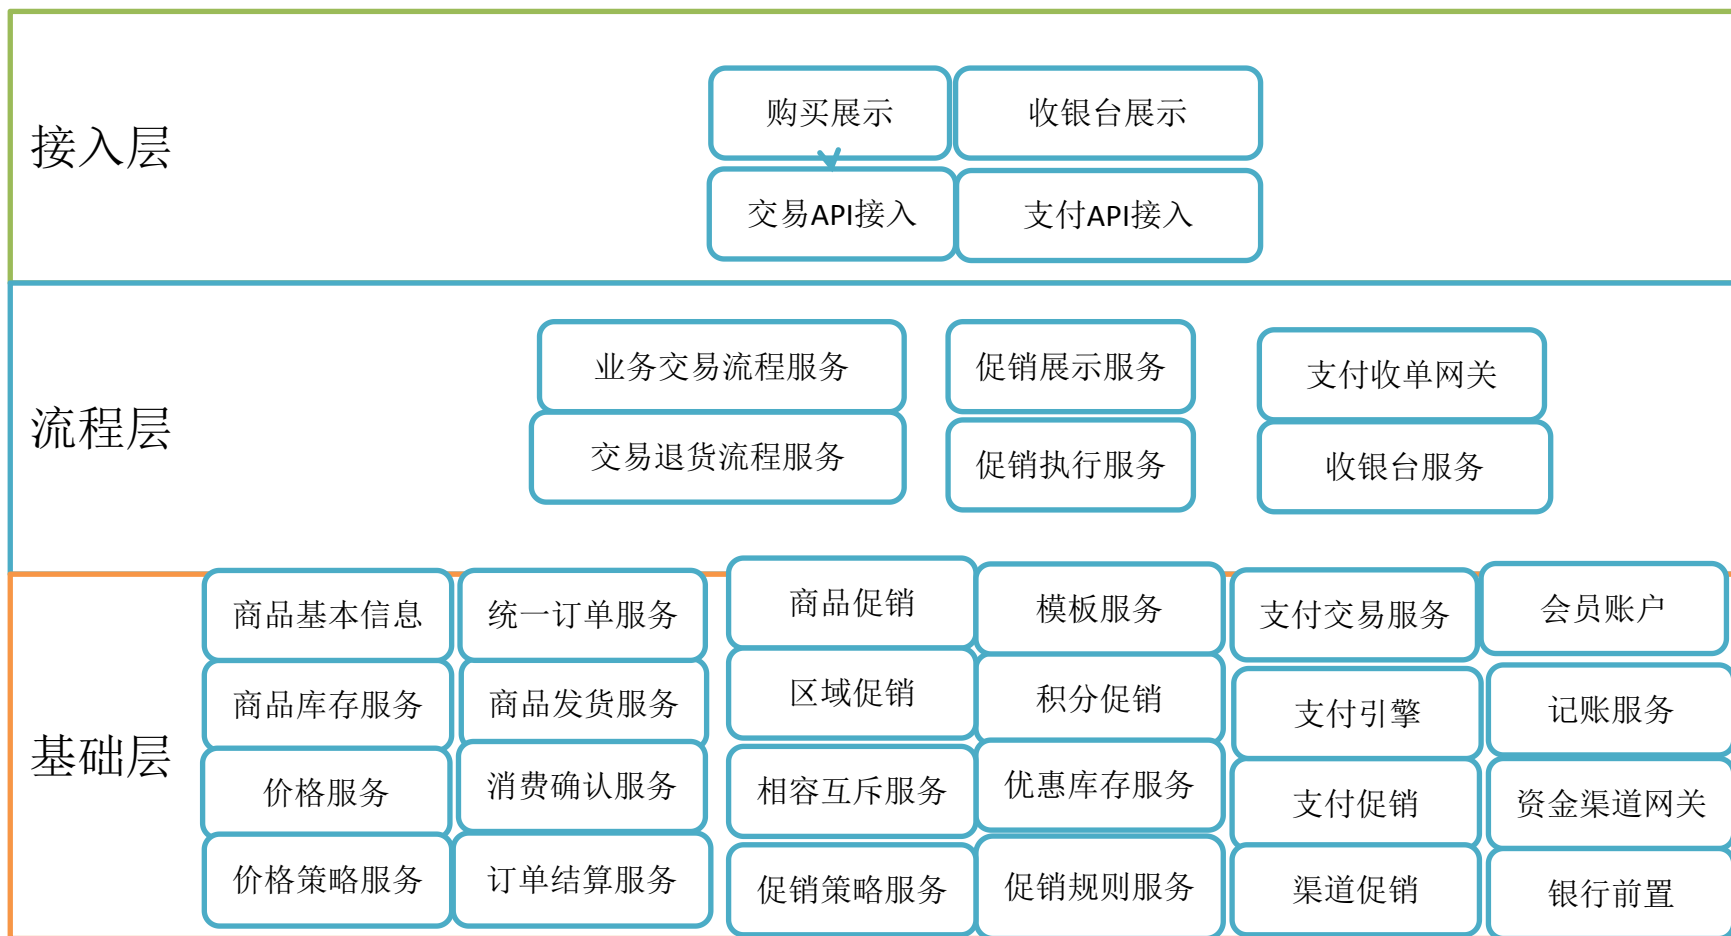 接入层
购买展示
收银台展示
交易API接入
支付API接入
流程层
业务交易流程服务
促销展示服务
支付收单网关
交易退货流程服务
促销执行服务
收银台服务
基础层
商品基本信息
统一订单服务
商品促销
模板服务
支付交易服务
会员账户
商品库存服务
商品发货服务
区域促销
积分促销
支付引擎
记账服务
价格服务
消费确认服务
相容互斥服务
优惠库存服务
支付促销
资金渠道网关
价格策略服务
订单结算服务
促销策略服务
促销规则服务
渠道促销
银行前置